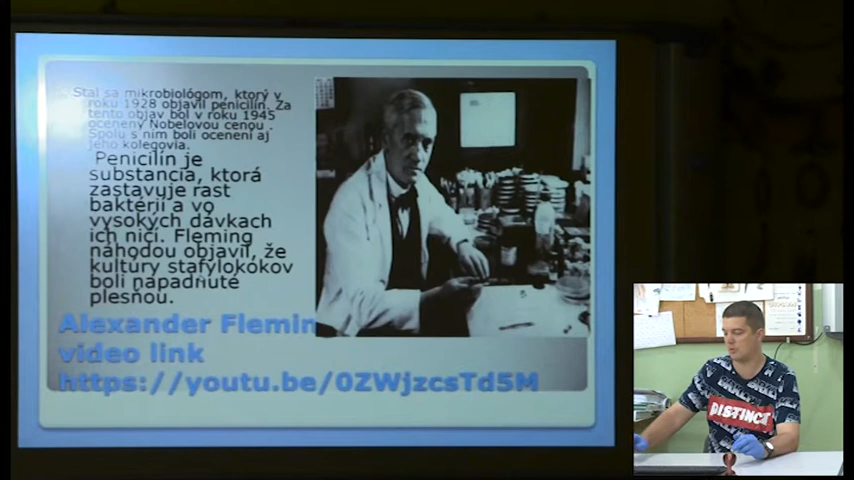 Stal sa mikrobiológom, ktorý v
roku 1928 objavil penicilín. Za
tento objav bol v roku 1945
ocenený Nobelovou cenou .
Spolu s ním boli ocenení aj
jeho kolegovia.
Penicilín je
substancia, ktorá
zastavuje rast
baktérií a vo
vysokých dávkach
ich ničí. Fleming
náhodou objavil, že
kultúry stafylokokov
boli napadnuté
plesňou.
Alexander Flemin
video link
https://youtu.be/0ZWjzcsTd5M
DISTINCT